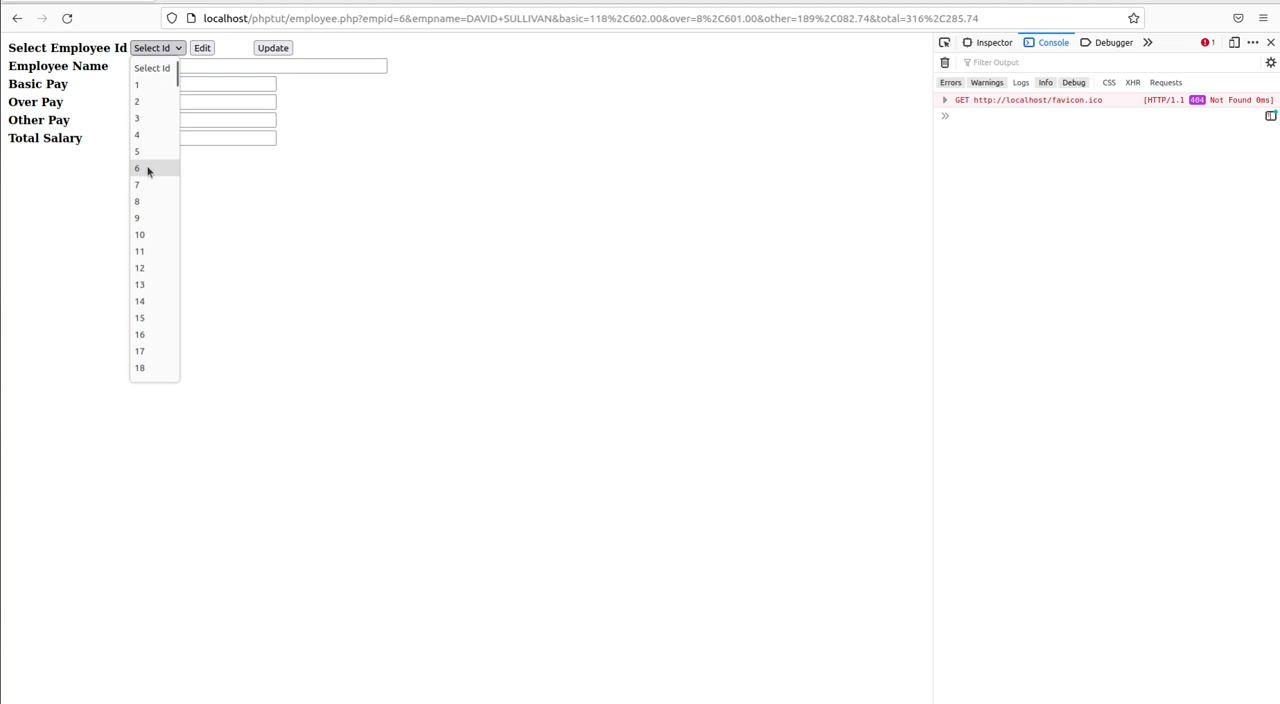 localhost/phptut/employee.php?empid=6&empname=DAVID+SULLIVAN&basic=118%2C602.00&over=8%2C601.00&other=189%2C082.74&total=316%2C285.74
Select Employee Id Select Id Edit Update
Employee Name
Basic Pay
Over Pay
Other Pay
Total Salary
Select Id
1
2
3
4
5
6
7
8
9
10
11
12
13
14
15
16
17
18
Inspector Console Debugger 1
Filter Output
Errors Warnings Logs Info Debug CSS XHR Requests
GET http://localhost/favicon.ico [HTTP/1.1 404 Not Found 0ms]